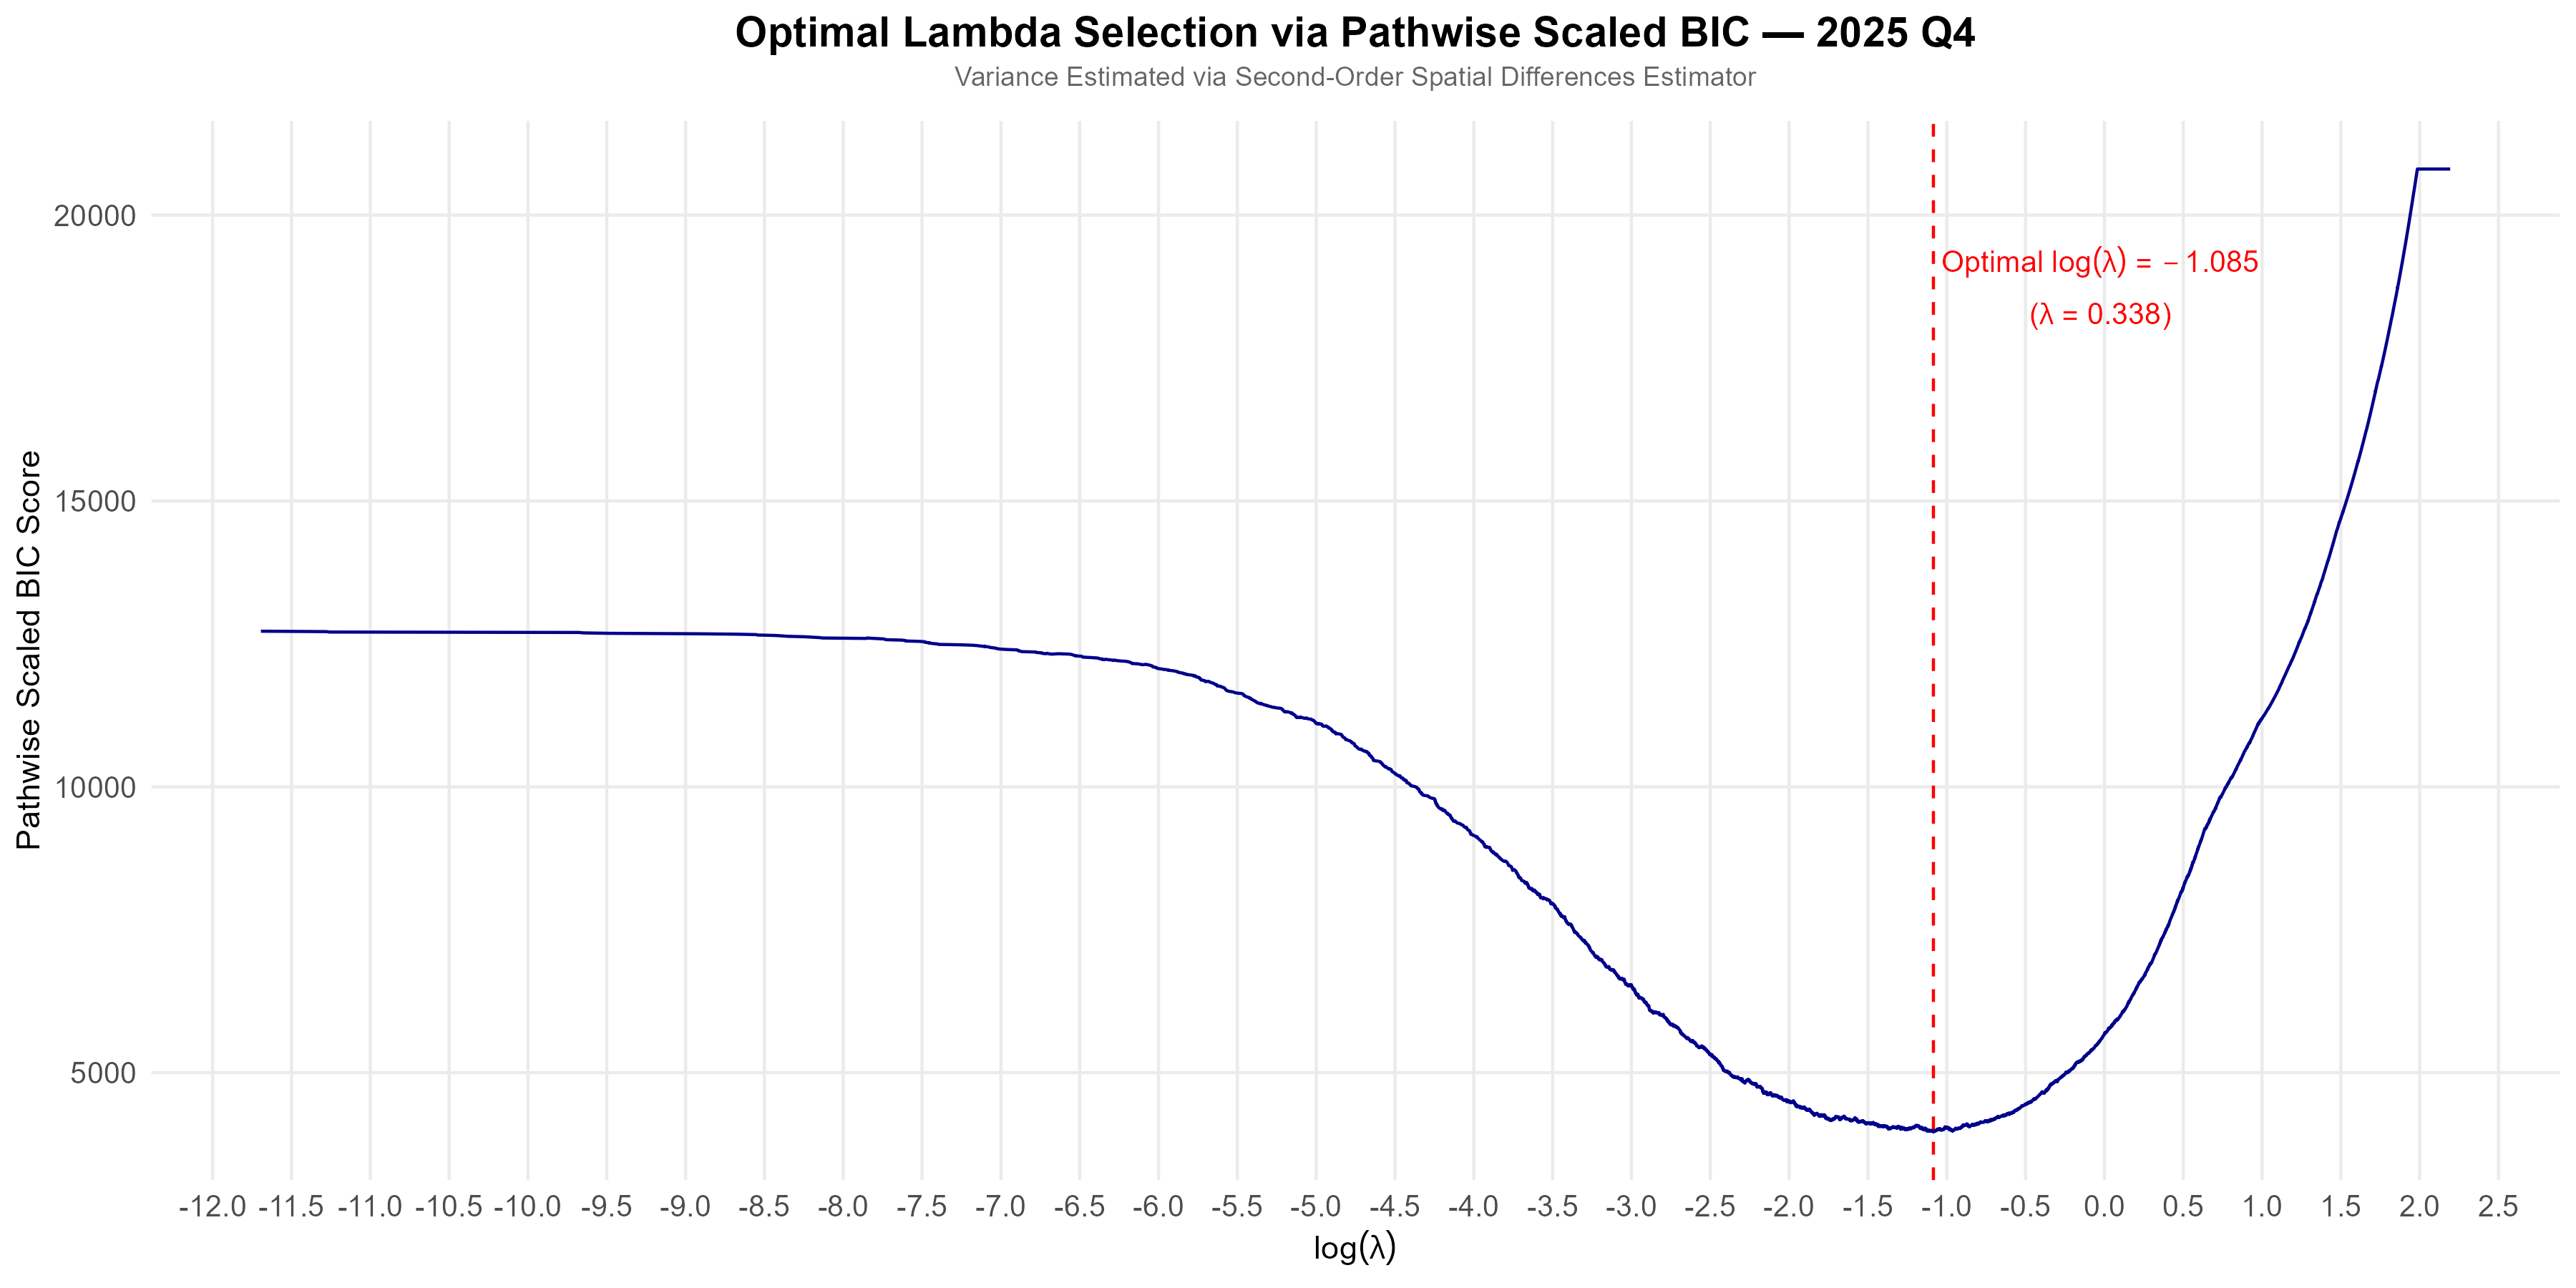 Optimal Lambda Selection via Pathwise Scaled BIC — 2025 Q4
Variance Estimated via Second-Order Spatial Differences Estimator
Pathwise Scaled BIC Score
20000
15000
10000
5000
Optimal log(λ) = − 1.085
(λ = 0.338)
-12.0 -11.5 -11.0 -10.5 -10.0 -9.5 -9.0 -8.5 -8.0 -7.5 -7.0 -6.5 -6.0 -5.5 -5.0 -4.5 -4.0 -3.5 -3.0 -2.5 -2.0 -1.5 -1.0 -0.5 0.0 0.5 1.0 1.5 2.0 2.5
log(λ)